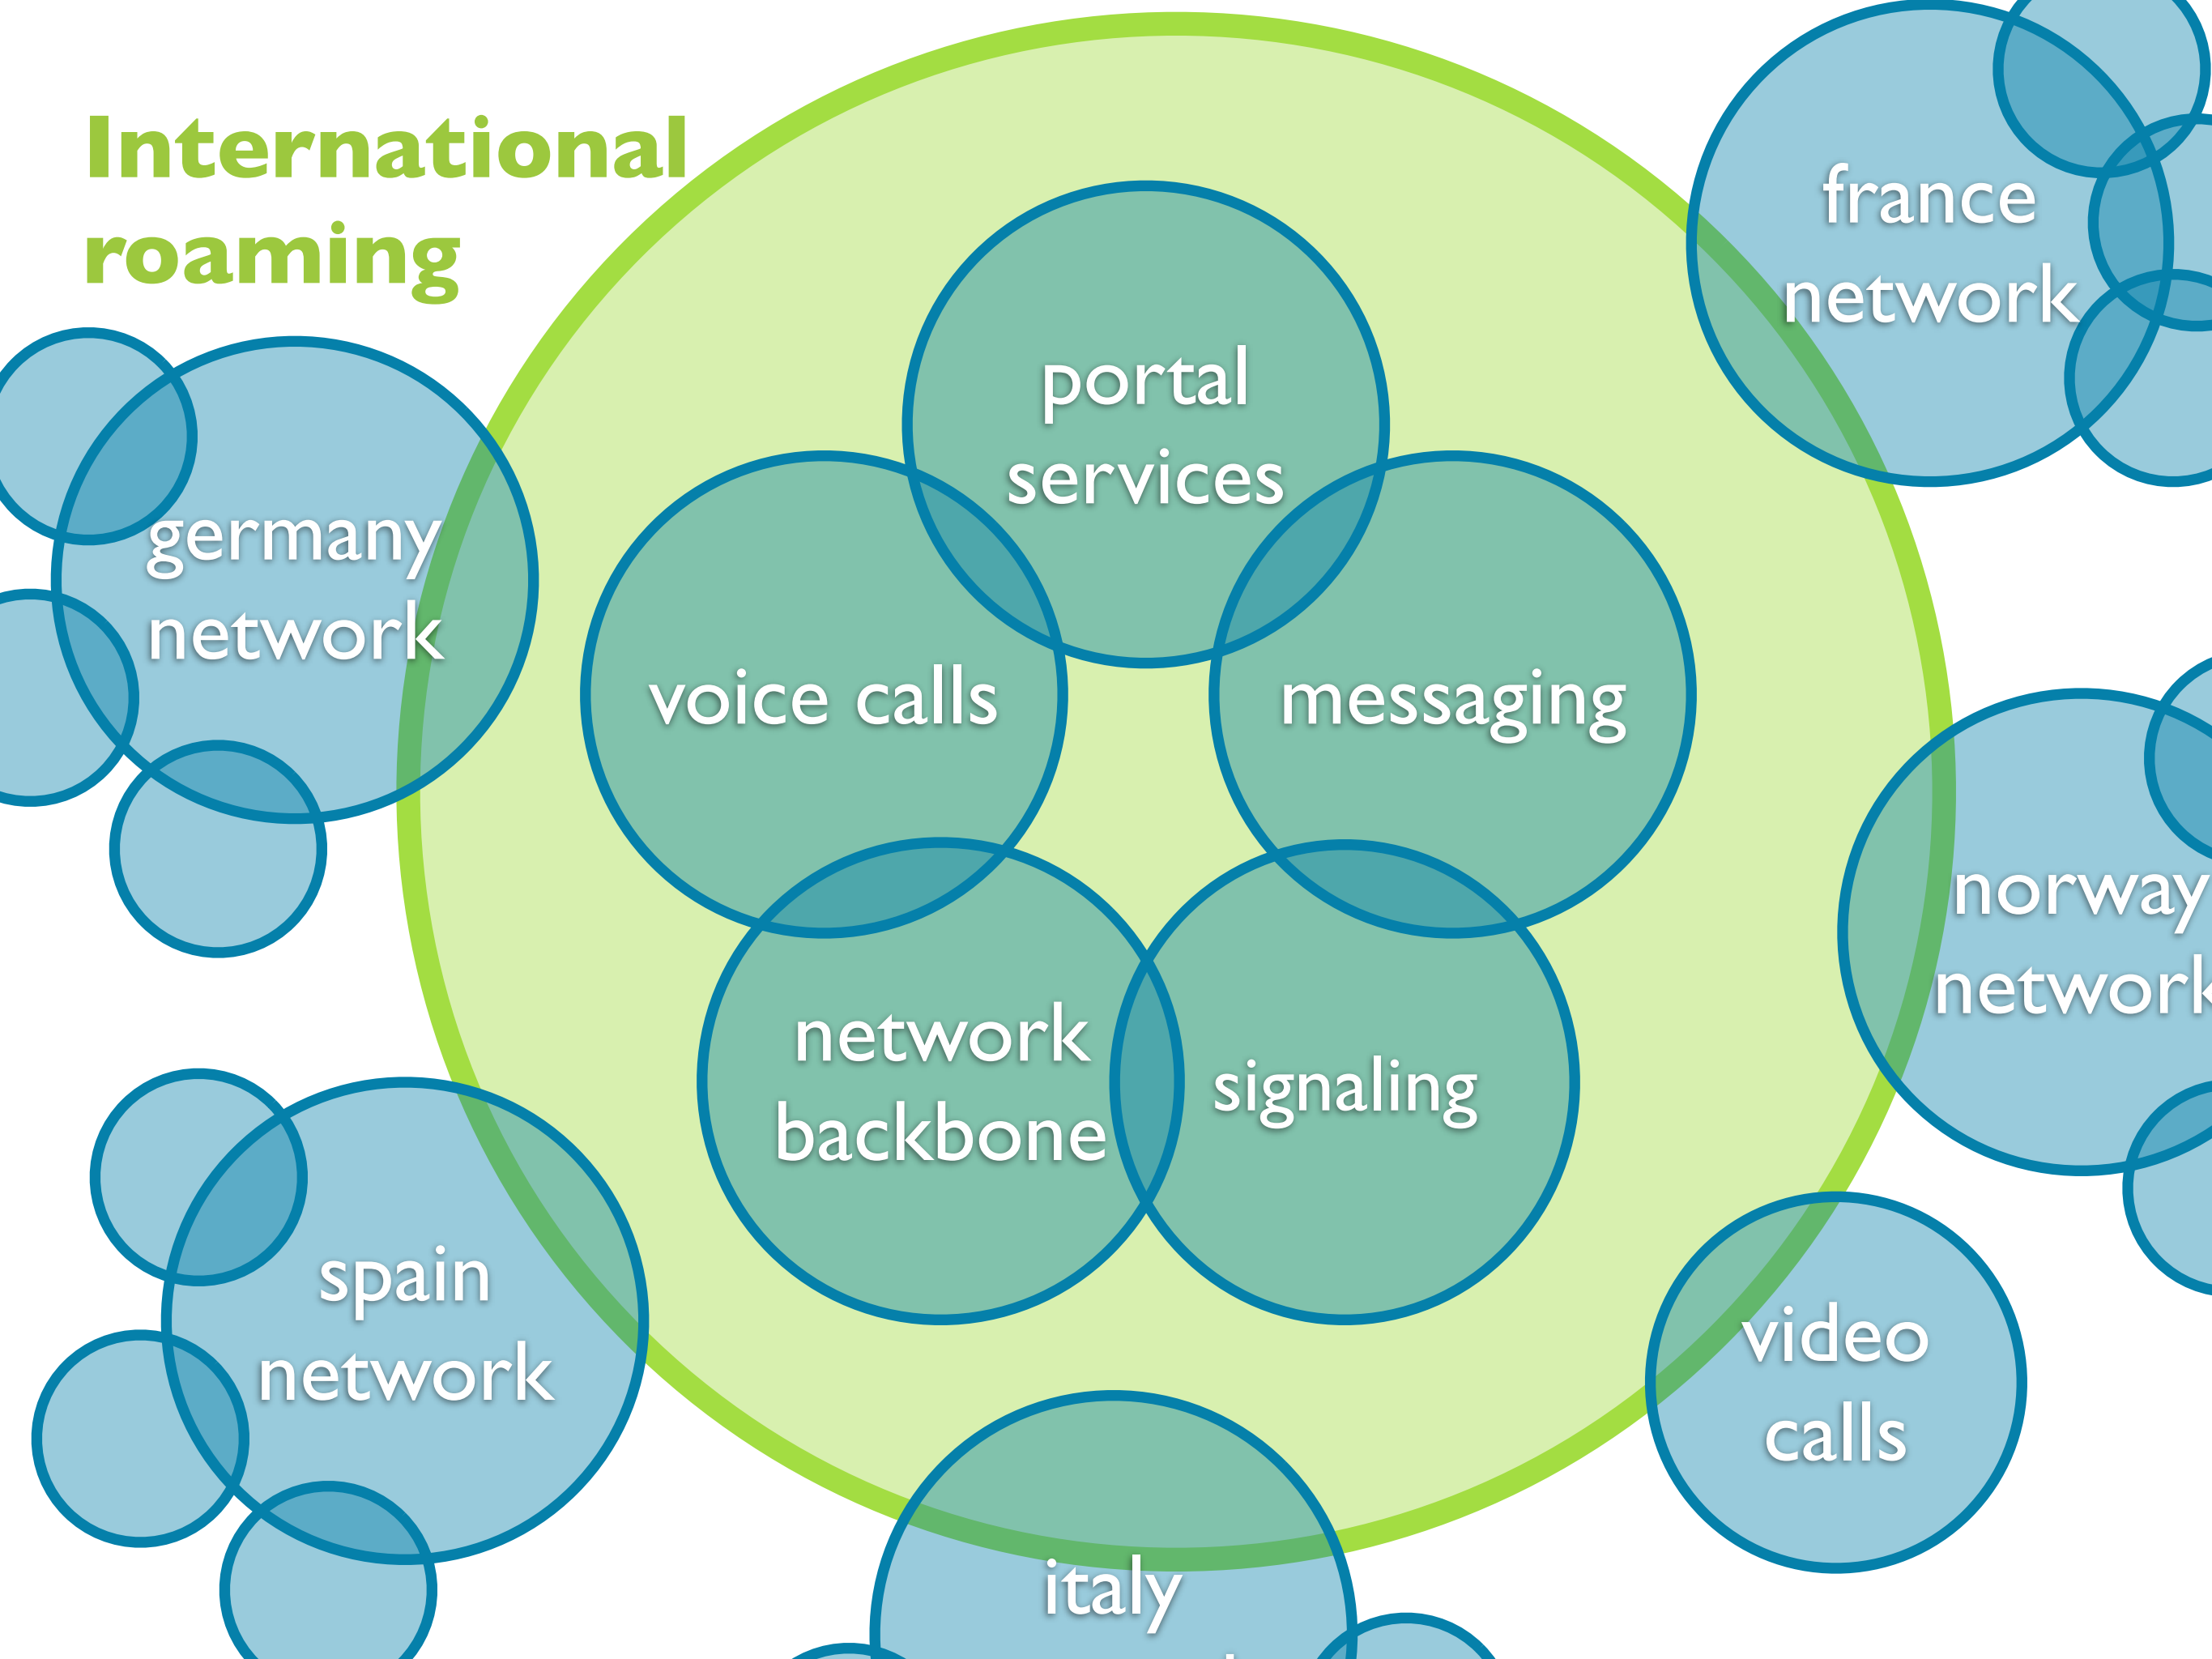 International
roaming
france
network
portal
services
germany
network
voice calls
messaging
norway
network
network
backbone
signaling
spain
network
video
calls
italy